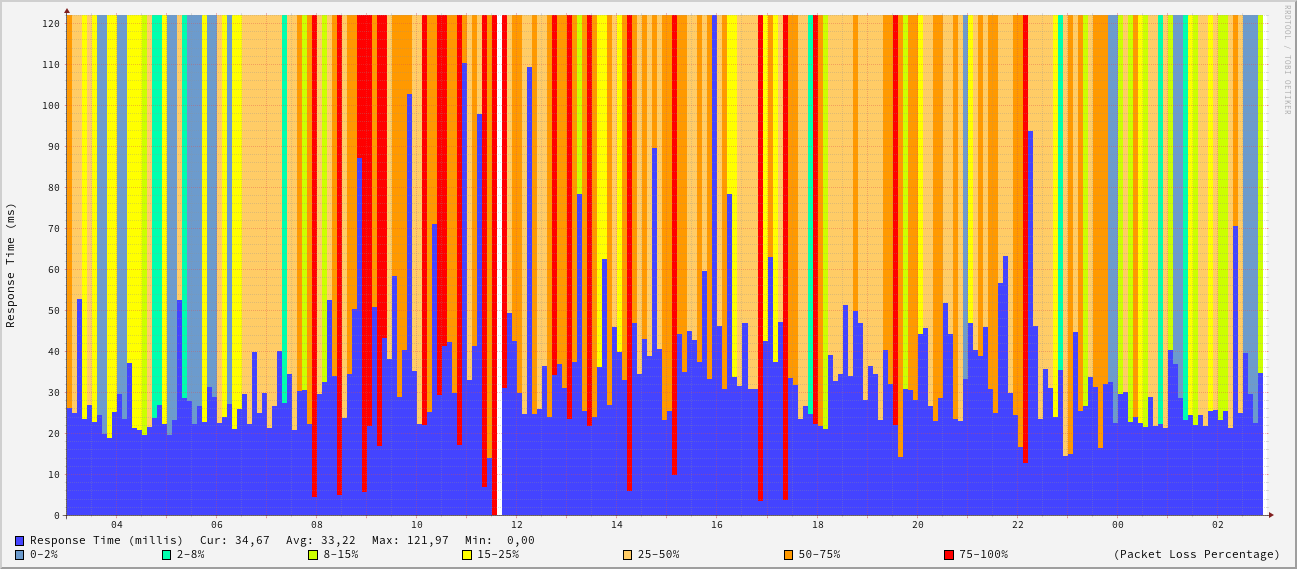 RRDTOOL / TOBI OETIKER
Response Time (ms)
120
110
100
90
80
70
60
50
40
30
20
10
0
04 06 08 10 12 14 16 18 20 22 00 02
Response Time (millis) Cur: 34,67 Avg: 33,22 Max: 121,97 Min: 0,00
0-2% 2-8% 8-15% 15-25% 25-50% 50-75% 75-100% (Packet Loss Percentage)